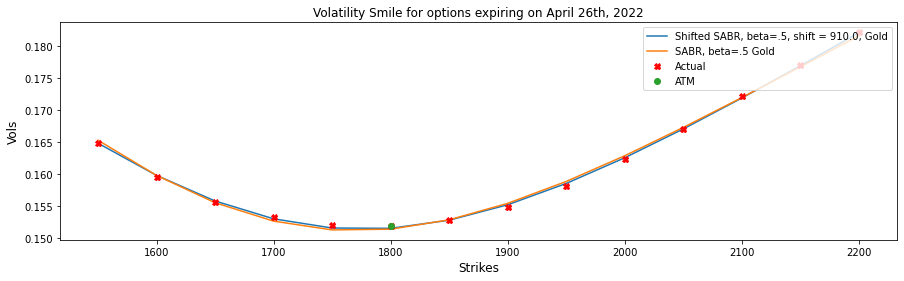 Volatility Smile for options expiring on April 26th, 2022
Shifted SABR, beta=.5, shift = 910.0, Gold
SABR, beta=.5 Gold
Actual
ATM
Vols
0.180
0.175
0.170
0.165
0.160
0.155
0.150
1600 1700 1800 1900 2000 2100 2200
Strikes